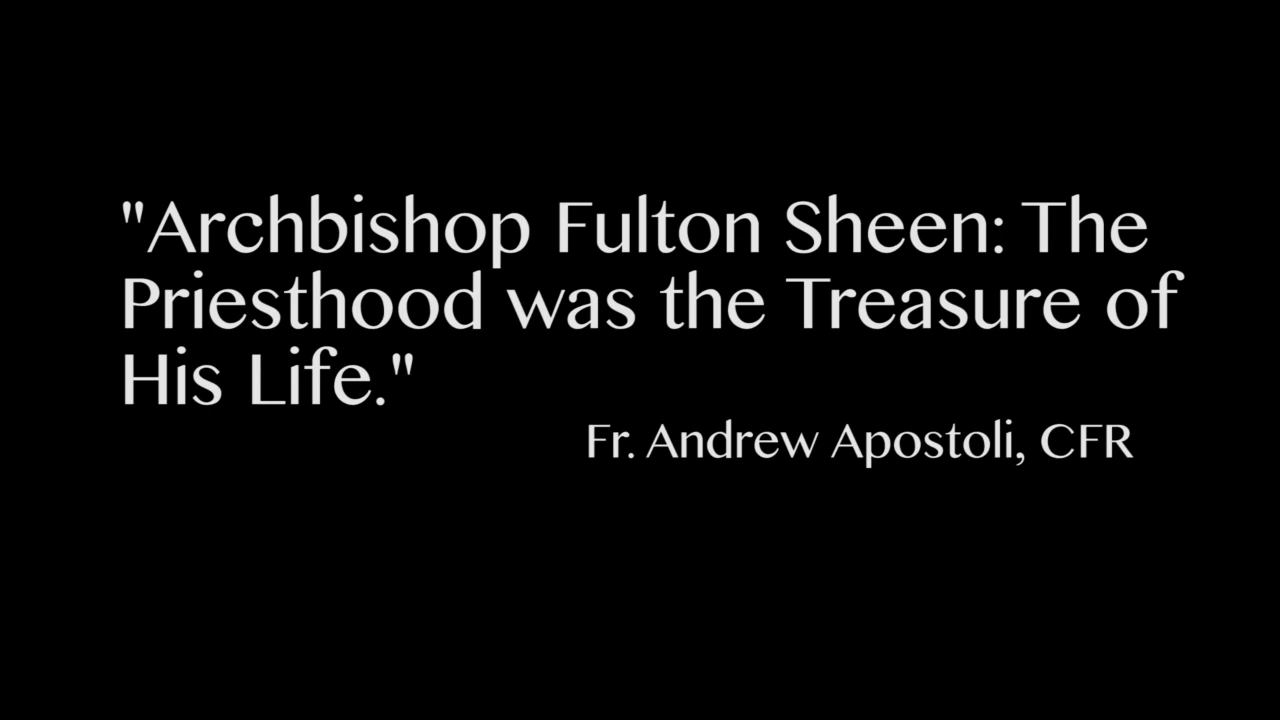 "Archbishop Fulton Sheen: The
Priesthood was the Treasure of
His Life."
Fr. Andrew Apostoli, CFR